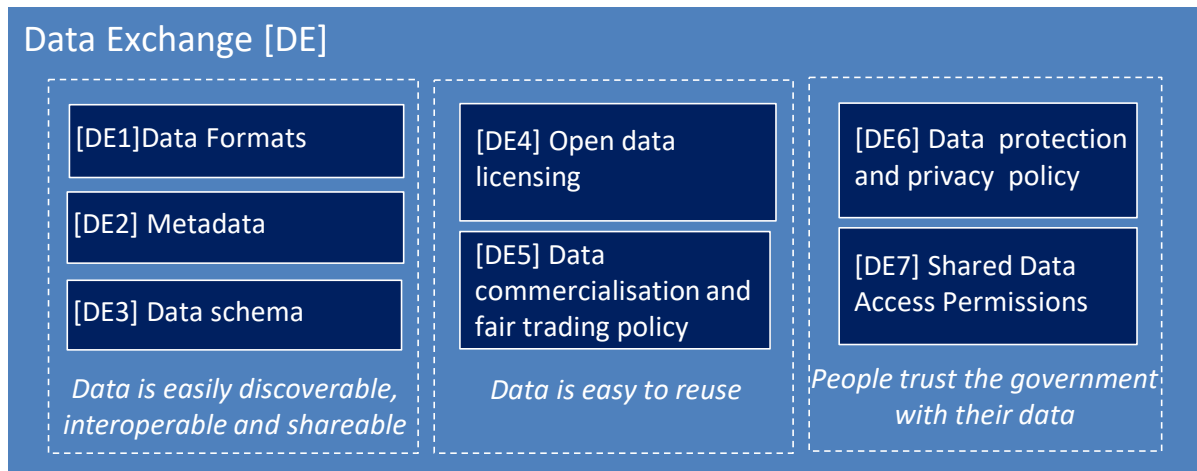 Data Exchange [DE]
[DE1]Data Formats
[DE2] Metadata
[DE3] Data schema
Data is easily discoverable,
interoperable and shareable
[DE4] Open data
licensing
[DE5] Data
commercialisation and
fair trading policy
Data is easy to reuse
[DE6] Data protection
and privacy policy
[DE7] Shared Data
Access Permissions
People trust the government
with their data